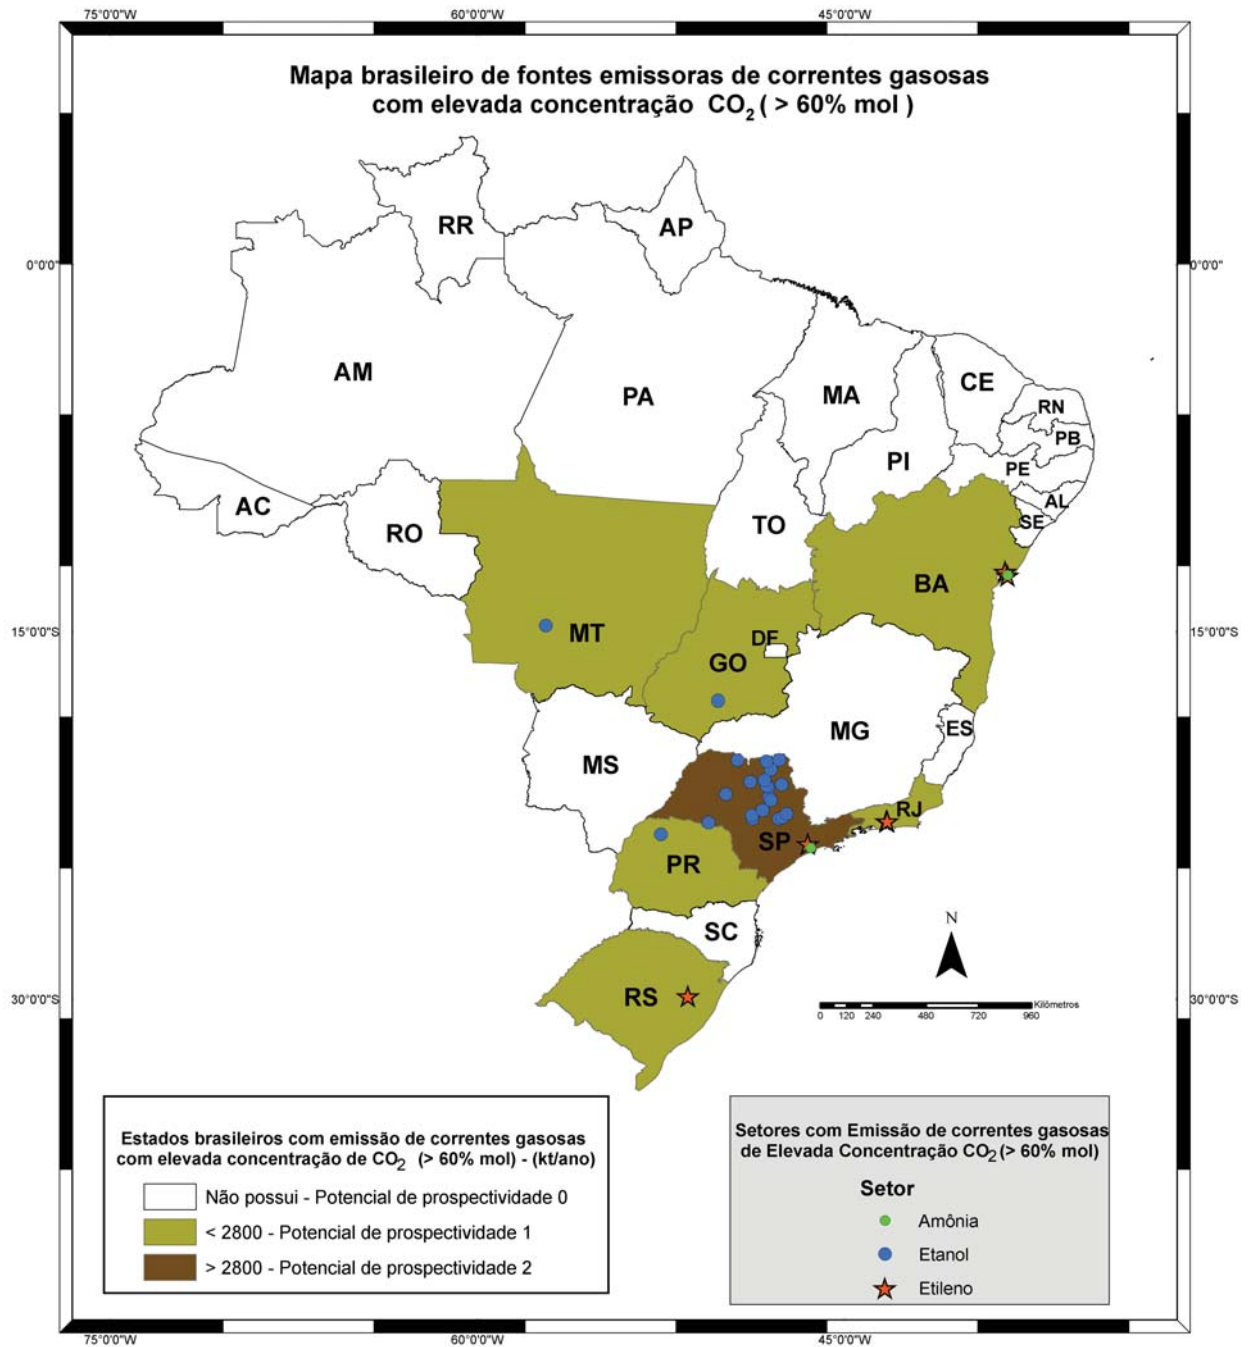 75°0'0"W 60°0'0"W 45°0'0"W
Mapa brasileiro de fontes emissoras de correntes gasosas
com elevada concentração CO2 ( > 60% mol )
RR
AP
0°0'0" 0°0'0"
AM
PA
MA
CE
RN
PB
PI
PE
AL
SE
AC
RO
TO
BA
15°0'0"S 15°0'0"S
MT
DF
GO
MG
ES
MS
RJ
SP
PR
SC
N
RS
30°0'0"S 30°0'0"S
Kilômetros
0 120 240 480 720 960
Estados brasileiros com emissão de correntes gasosas
com elevada concentração de CO2 (> 60% mol) - (kt/ano)
Não possui - Potencial de prospectividade 0
< 2800 - Potencial de prospectividade 1
> 2800 - Potencial de prospectividade 2
Setores com Emissão de correntes gasosas
de Elevada Concentração CO2 (> 60% mol)
Setor
Amônia
Etanol
Etileno
75°0'0"W 60°0'0"W 45°0'0"W